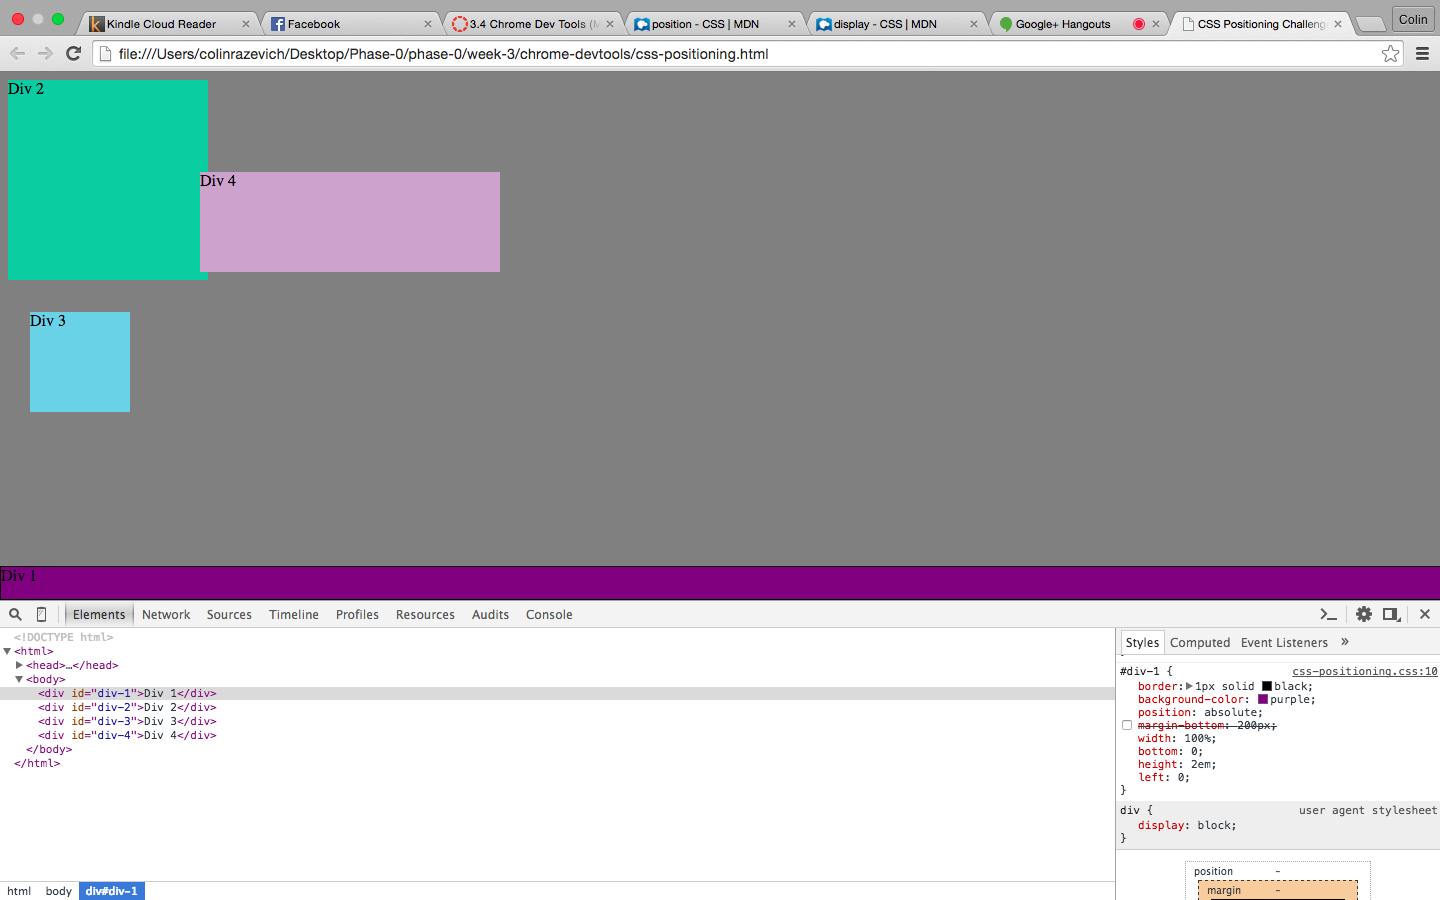 Kindle Cloud Reader
Facebook
3.4 Chrome Dev Tools (M
position - CSS | MDN
display - CSS | MDN
Google+ Hangouts
CSS Positioning Challeng
Colin
file:///Users/colinrazevich/Desktop/Phase-0/phase-0/week-3/chrome-devtools/css-positioning.html
Div 2
Div 4
Div 3
Div 1
Elements Network Sources Timeline Profiles Resources Audits Console
<!DOCTYPE html>
<html>
<head>…</head>
<body>
<div id="div-1">Div 1</div>
<div id="div-2">Div 2</div>
<div id="div-3">Div 3</div>
<div id="div-4">Div 4</div>
</body>
</html>
html body div#div-1
Styles Computed Event Listeners »
}
#div-1 { css-positioning.css:10
border: 1px solid black;
background-color: purple;
position: absolute;
margin-bottom: 200px;
width: 100%;
bottom: 0;
height: 2em;
left: 0;
}
div { user agent stylesheet
display: block;
}
position -
margin -